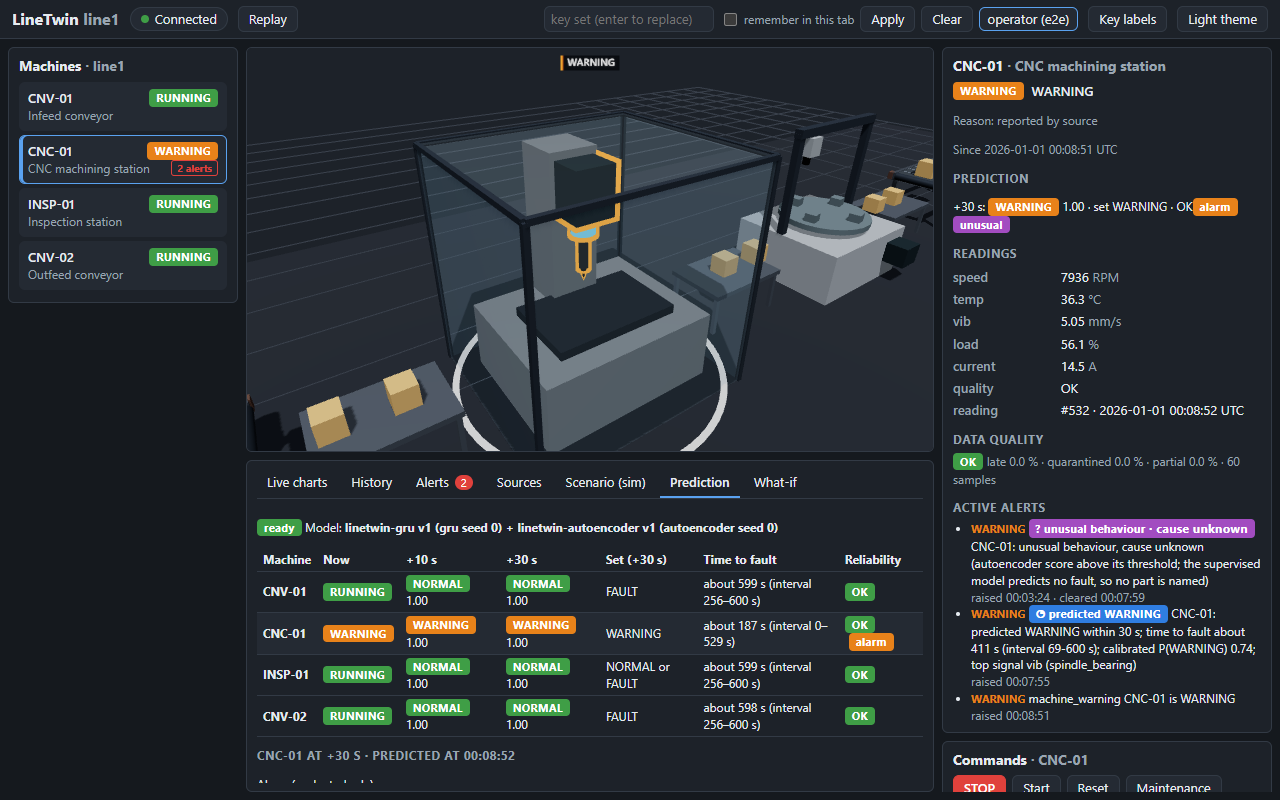 LineTwin line1
Connected
Replay
key set (enter to replace)
remember in this tab
Apply
Clear
operator (e2e)
Key labels
Light theme
Machines · line1
CNV-01 RUNNING
Infeed conveyor
CNC-01 WARNING
CNC machining station 2 alerts
INSP-01 RUNNING
Inspection station
CNV-02 RUNNING
Outfeed conveyor
WARNING
Live charts
History
Alerts 2
Sources
Scenario (sim)
Prediction
What-if
ready Model: linetwin-gru v1 (gru seed 0) + linetwin-autoencoder v1 (autoencoder seed 0)
Machine Now +10 s +30 s Set (+30 s) Time to fault Reliability
CNV-01 RUNNING NORMAL 1.00 NORMAL 1.00 FAULT about 599 s (interval
256–600 s) OK
CNC-01 WARNING WARNING 1.00 WARNING 1.00 WARNING about 187 s (interval 0–
529 s) OK alarm
INSP-01 RUNNING NORMAL 1.00 NORMAL 1.00 NORMAL or
FAULT about 599 s (interval
256–600 s) OK
CNV-02 RUNNING NORMAL 1.00 NORMAL 1.00 FAULT about 598 s (interval
256–600 s) OK
CNC-01 AT +30 S · PREDICTED AT 00:08:52
CNC-01 · CNC machining station
WARNING WARNING
Reason: reported by source
Since 2026-01-01 00:08:51 UTC
PREDICTION
+30 s: WARNING 1.00 · set WARNING · OK alarm
unusual
READINGS
speed 7936 RPM
temp 36.3 °C
vib 5.05 mm/s
load 56.1 %
current 14.5 A
quality OK
reading #532 · 2026-01-01 00:08:52 UTC
DATA QUALITY
OK late 0.0 % · quarantined 0.0 % · partial 0.0 % · 60
samples
ACTIVE ALERTS
WARNING ? unusual behaviour · cause unknown
CNC-01: unusual behaviour, cause unknown
(autoencoder score above its threshold; the supervised
model predicts no fault, so no part is named)
raised 00:03:24 · cleared 00:07:59
WARNING predicted WARNING CNC-01:
predicted WARNING within 30 s; time to fault about
411 s (interval 69-600 s); calibrated P(WARNING) 0.74;
top signal vib (spindle_bearing)
raised 00:07:55
WARNING machine_warning CNC-01 is WARNING
raised 00:08:51
Commands · CNC-01
STOP
Start
Reset
Maintenance